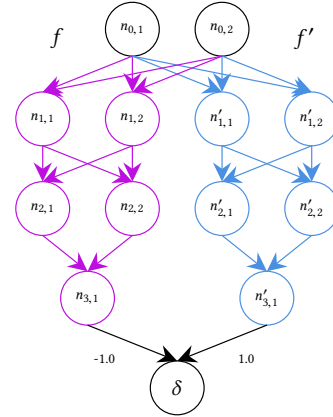 f n0,1 n0,2 f′
n1,1 n1,2 n′1,1 n′1,2
n2,1 n2,2 n′2,1 n′2,2
n3,1 n′3,1
-1.0 1.0
δ